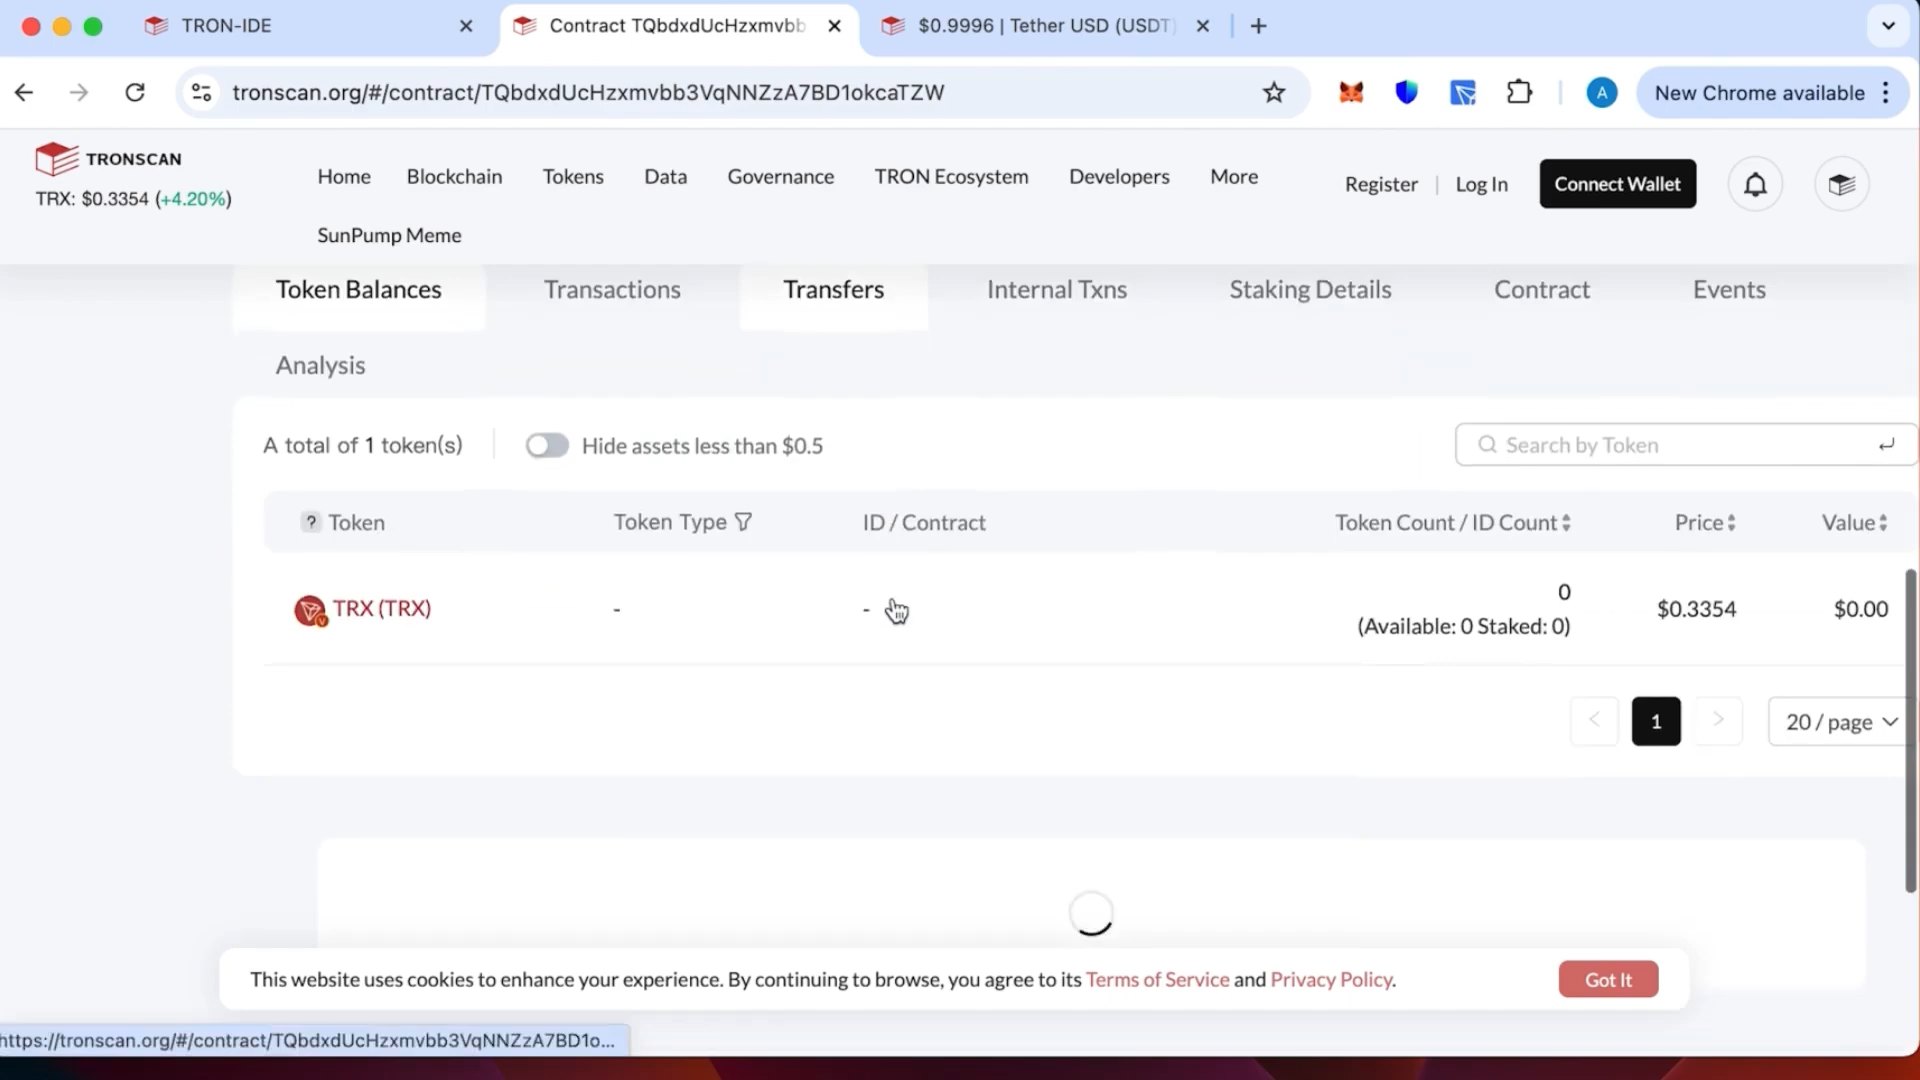 TRON-IDE
Contract TQbdxdUcHzxmvbb
$0.9996 | Tether USD (USDT)
tronscan.org/#/contract/TQbdxdUcHzxmvbb3VqNNZzA7BD1okcaTZW
A
New Chrome available
TRONSCAN
TRX: $0.3354 (+4.20%)
Home
Blockchain
Tokens
Data
Governance
TRON Ecosystem
Developers
More
SunPump Meme
Register
Log In
Connect Wallet
Token Balances
Transactions
Transfers
Internal Txns
Staking Details
Contract
Events
Analysis
A total of 1 token(s)
Hide assets less than $0.5
Search by Token
? Token
Token Type
ID / Contract
Token Count / ID Count
Price
Value
TRX (TRX)
-
-
0
(Available: 0 Staked: 0)
$0.3354
$0.00
<
1
>
20 / page
This website uses cookies to enhance your experience. By continuing to browse, you agree to its Terms of Service and Privacy Policy.
Got It
https://tronscan.org/#/contract/TQbdxdUcHzxmvbb3VqNNZzA7BD1o...